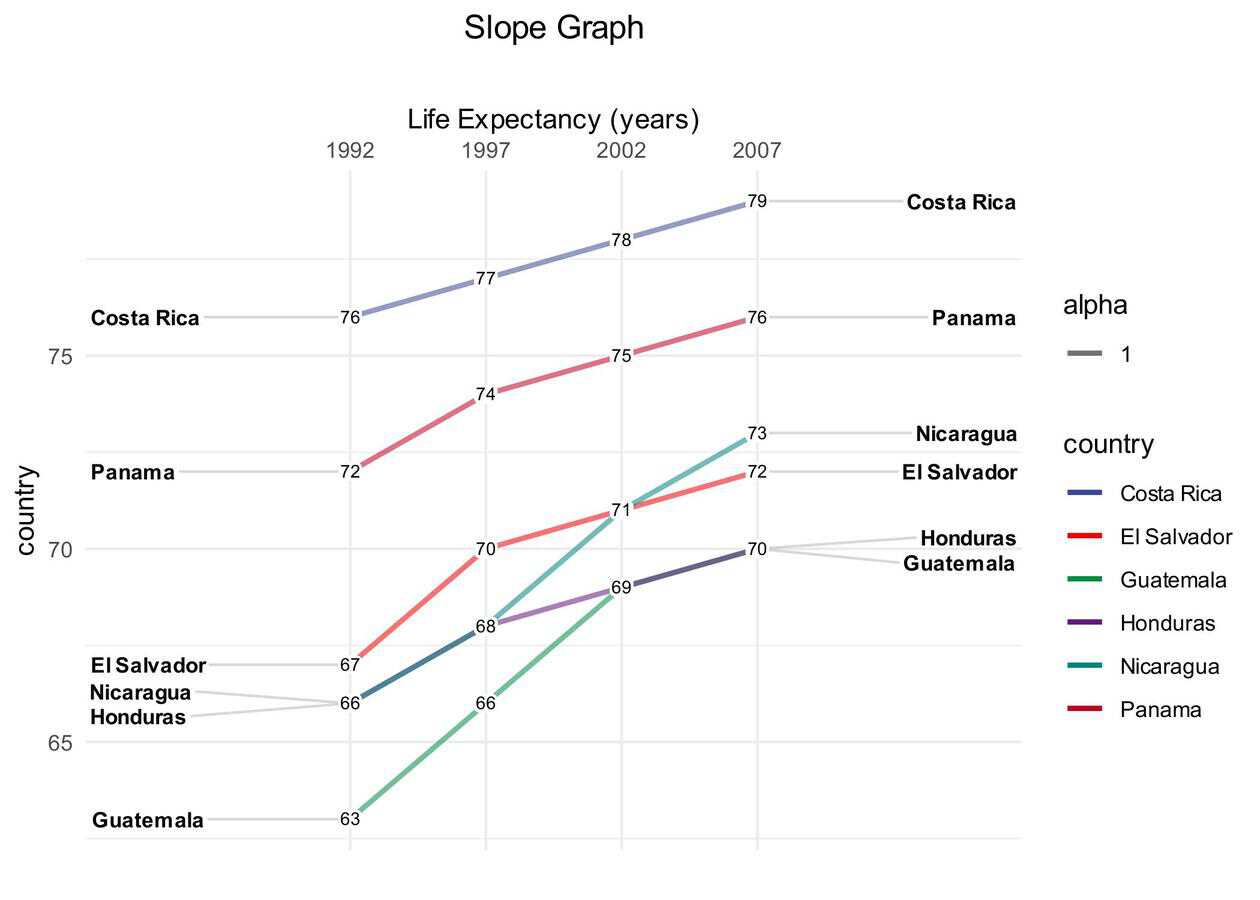 Slope Graph
Life Expectancy (years)
1992 1997 2002 2007
79 Costa Rica
78
77
Costa Rica 76
76 Panama
75
75
74
73 Nicaragua
Panama 72
72 El Salvador
71
70
70
70 Honduras
Guatemala
69
68
El Salvador 67
Nicaragua
Honduras
66
66
65
Guatemala 63
country
alpha
1
country
Costa Rica
El Salvador
Guatemala
Honduras
Nicaragua
Panama